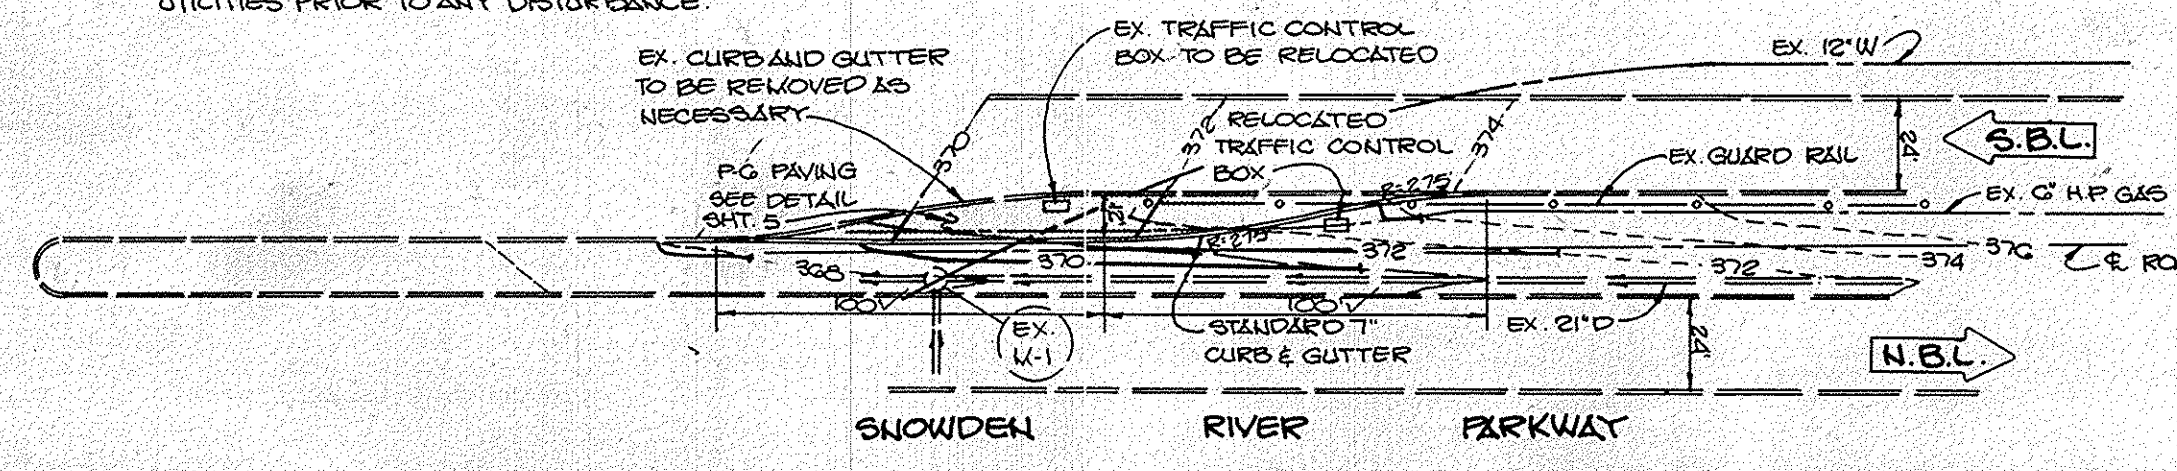 UTILITIES PRIOR TO ANY DISTURBANCE.
EX. TRAFFIC CONTROL
BOX TO BE RELOCATED
EX. 12"W
EX. CURB AND GUTTER
TO BE REMOVED AS
NECESSARY
370
372
RELOCATED
TRAFFIC CONTROL
BOX
374
24'
S.B.L.
EX. GUARD RAIL
P-6 PAVING
SEE DETAIL
SHT. 5
R=275'
EX. 6" H.P. GAS
21'
R=275'
368
370
372
372
374
376
℄ RO
100'
100'
EX.
M-1
STANDARD 7"
CURB & GUTTER
EX. 21"D
24'
N.B.L.
SNOWDEN RIVER PARKWAY